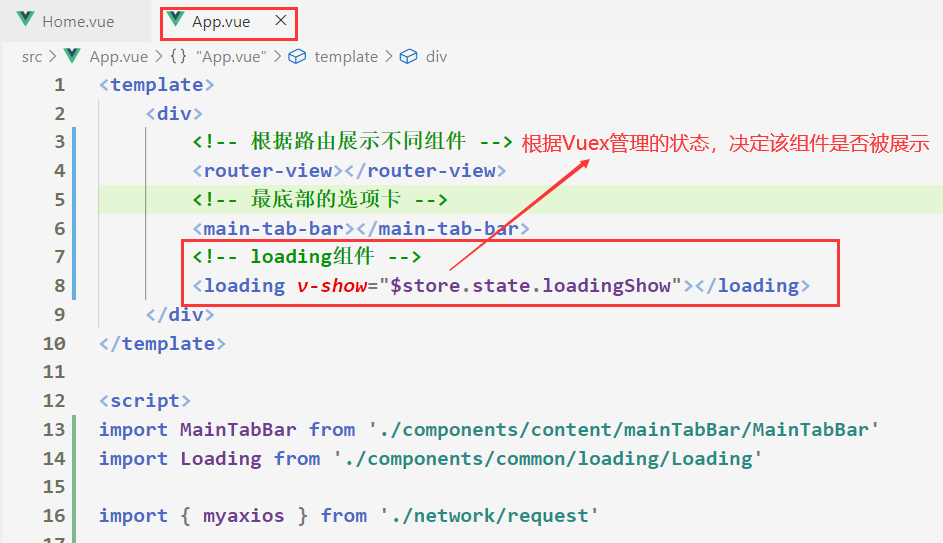 Home.vue App.vue ×
src > App.vue > {} "App.vue" > template > div
1 <template>
2 <div>
3 <!-- 根据路由展示不同组件 --> 根据Vuex管理的状态，决定该组件是否被展示
4 <router-view></router-view>
5 <!-- 最底部的选项卡 -->
6 <main-tab-bar></main-tab-bar>
7 <!-- loading组件 -->
8 <loading v-show="$store.state.loadingShow"></loading>
9 </div>
10 </template>
11
12 <script>
13 import MainTabBar from './components/content/mainTabBar/MainTabBar'
14 import Loading from './components/common/loading/Loading'
15
16 import { myaxios } from './network/request'
17